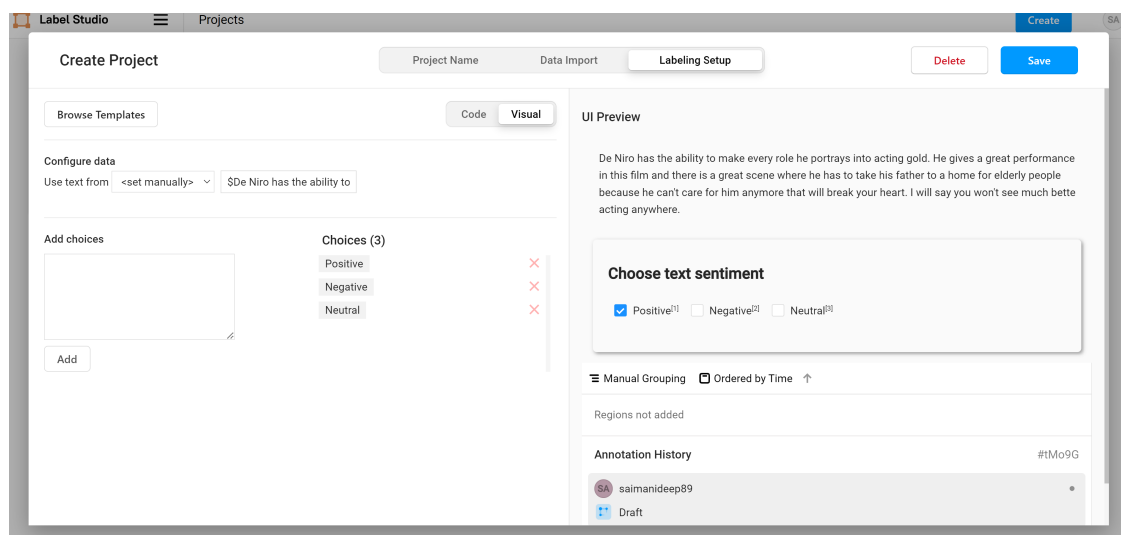 Label Studio
Projects
Create
SA
Create Project
Project Name
Data Import
Labeling Setup
Delete
Save
Browse Templates
Code
Visual
Configure data
Use text from
<set manually>
$De Niro has the ability to
Add choices
Choices (3)
Positive
Negative
Neutral
Add
UI Preview
De Niro has the ability to make every role he portrays into acting gold. He gives a great performance
in this film and there is a great scene where he has to take his father to a home for elderly people
because he can't care for him anymore that will break your heart. I will say you won't see much bette
acting anywhere.
Choose text sentiment
Positive[1] Negative[2] Neutral[3]
Manual Grouping Ordered by Time
Regions not added
Annotation History
#tMo9G
SA saimanideep89
Draft